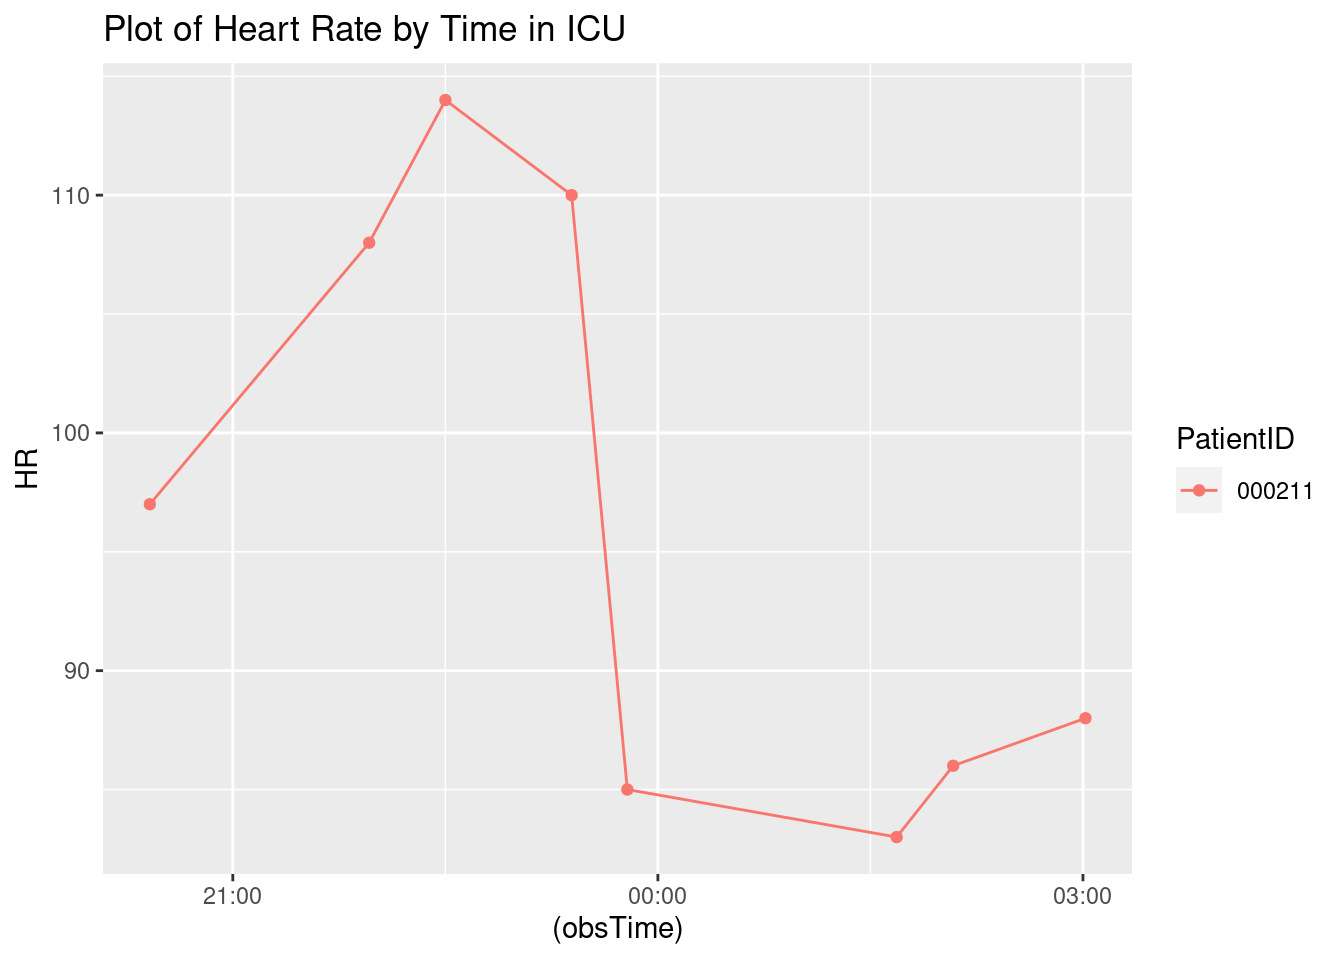 Plot of Heart Rate by Time in ICU
110
100
90
HR
21:00
00:00
03:00
(obsTime)
PatientID
000211